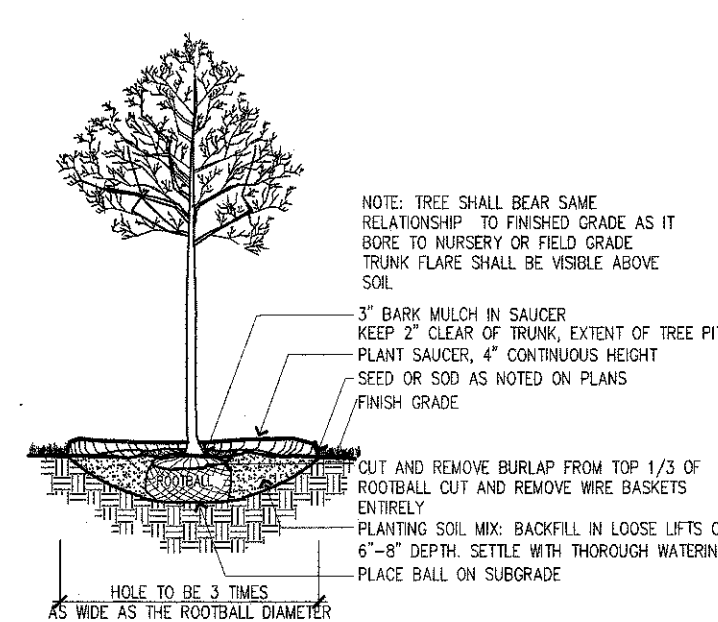 NOTE: TREE SHALL BEAR SAME
RELATIONSHIP TO FINISHED GRADE AS IT
BORE TO NURSERY OR FIELD GRADE
TRUNK FLARE SHALL BE VISIBLE ABOVE
SOIL
3" BARK MULCH IN SAUCER
KEEP 2" CLEAR OF TRUNK, EXTENT OF TREE PIT
PLANT SAUCER, 4" CONTINUOUS HEIGHT
SEED OR SOD AS NOTED ON PLANS
FINISH GRADE
CUT AND REMOVE BURLAP FROM TOP 1/3 OF
ROOTBALL CUT AND REMOVE WIRE BASKETS
ENTIRELY
ROOTBALL
PLANTING SOIL MIX: BACKFILL IN LOOSE LIFTS
6"-8" DEPTH. SETTLE WITH THOROUGH WATERIN
PLACE BALL ON SUBGRADE
HOLE TO BE 3 TIMES
AS WIDE AS THE ROOTBALL DIAMETER